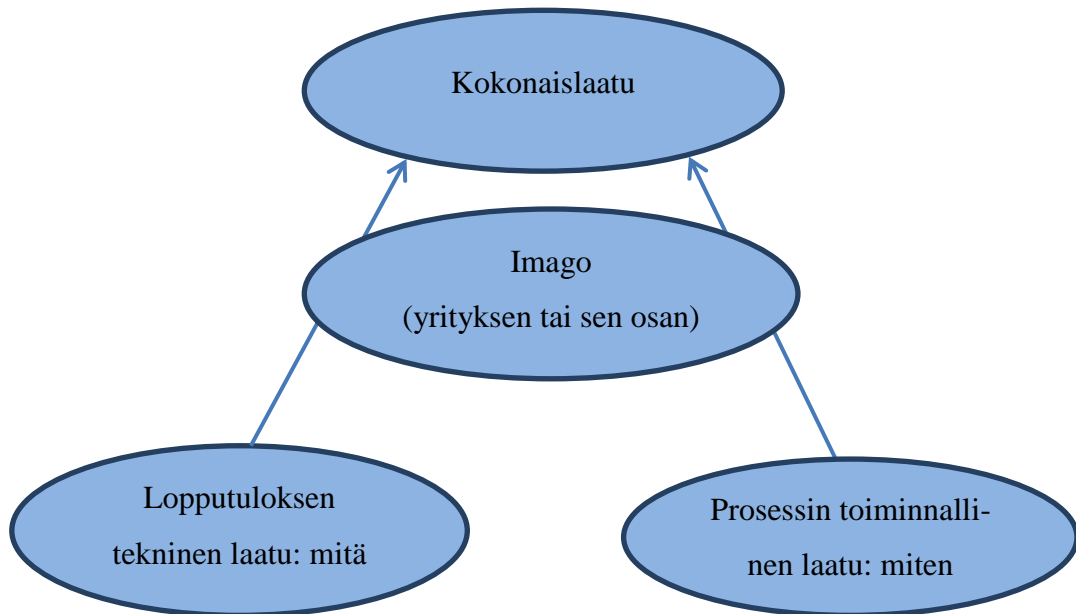 Kokonaislaatu
Imago
(yrityksen tai sen osan)
Lopputuloksen
tekninen laatu: mitä
Prosessin toiminnalli-
nen laatu: miten